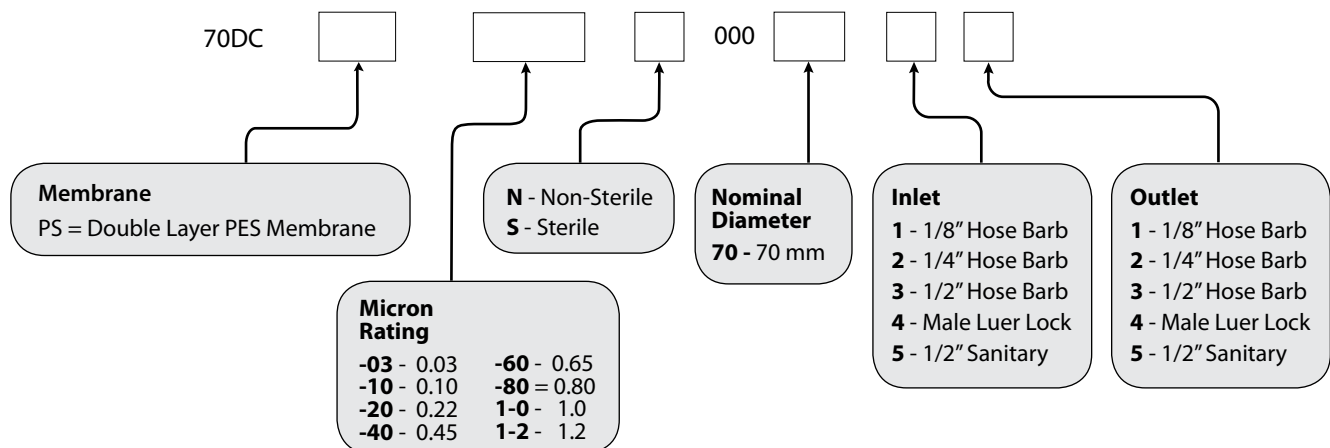 70DC 000
Membrane
PS = Double Layer PES Membrane
Micron
Rating
-03 - 0.03 -60 - 0.65
-10 - 0.10 -80 = 0.80
-20 - 0.22 1-0 - 1.0
-40 - 0.45 1-2 - 1.2
N - Non-Sterile
S - Sterile
Nominal
Diameter
70 - 70 mm
Inlet
1 - 1/8” Hose Barb
2 - 1/4” Hose Barb
3 - 1/2” Hose Barb
4 - Male Luer Lock
5 - 1/2” Sanitary
Outlet
1 - 1/8” Hose Barb
2 - 1/4” Hose Barb
3 - 1/2” Hose Barb
4 - Male Luer Lock
5 - 1/2” Sanitary